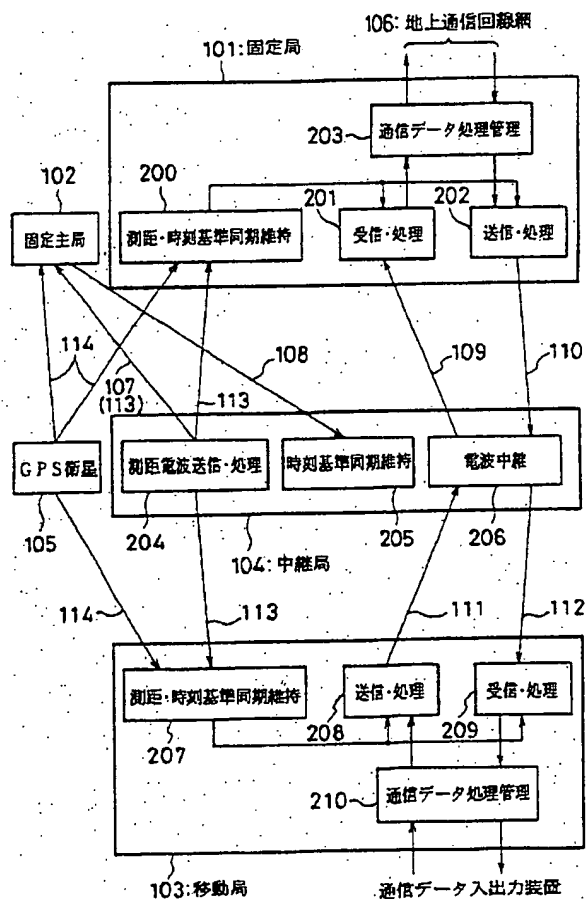 106:地上通信回線網
101:固定局
203
通信データ処理管理
102
200
201
202
固定主局
測距・時刻基準同期維持
受信・処理
送信・処理
114
107
(113)
113
108
109
110
GPS衛星
測距電波送信・処理
時刻基準同期維持
電波中継
105
204
205
206
104:中継局
114
113
111
112
測距・時刻基準同期維持
送信・処理
受信・処理
207
208
209
210
通信データ処理管理
103:移動局
通信データ入出力装置